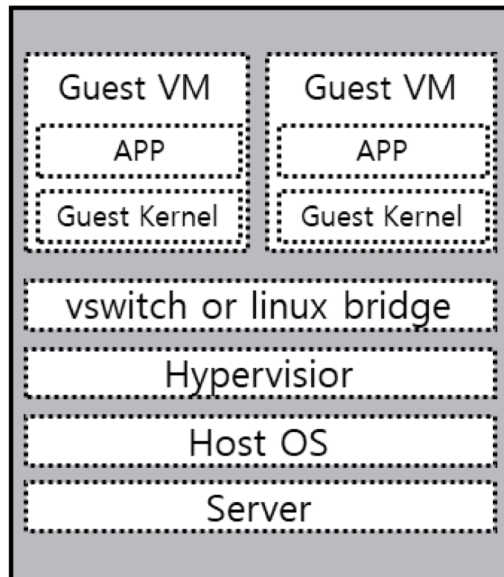 Guest VM
APP
Guest Kernel
Guest VM
APP
Guest Kernel
vswitch or linux bridge
Hypervisior
Host OS
Server